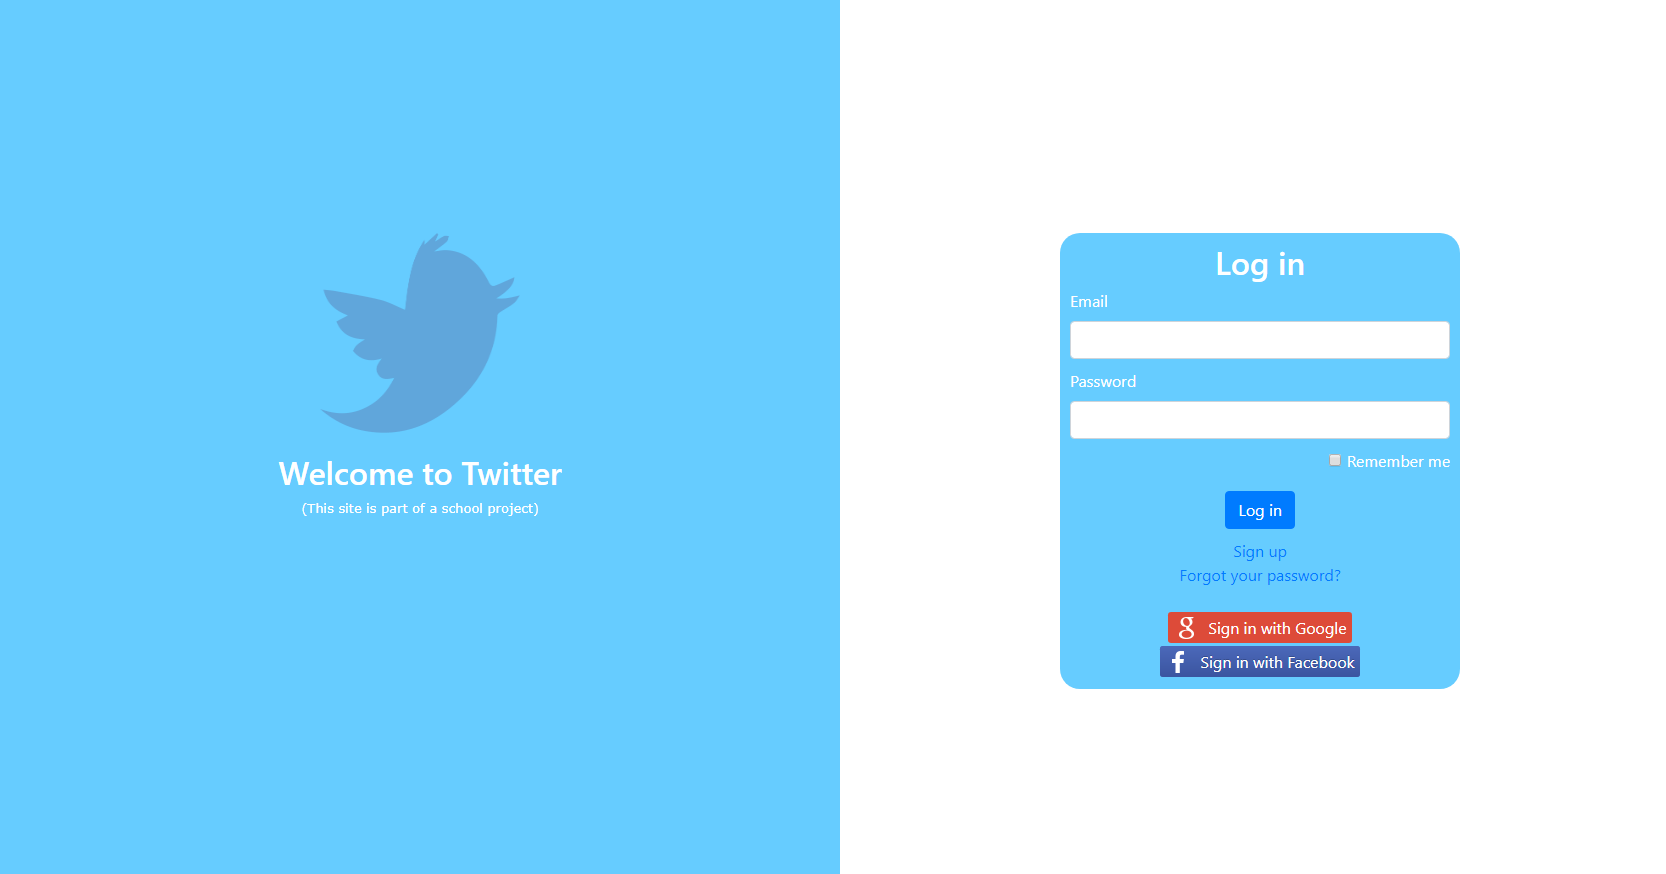 Welcome to Twitter
(This site is part of a school project)
Log in
Email
Password
Remember me
Log in
Sign up
Forgot your password?
g Sign in with Google
f Sign in with Facebook